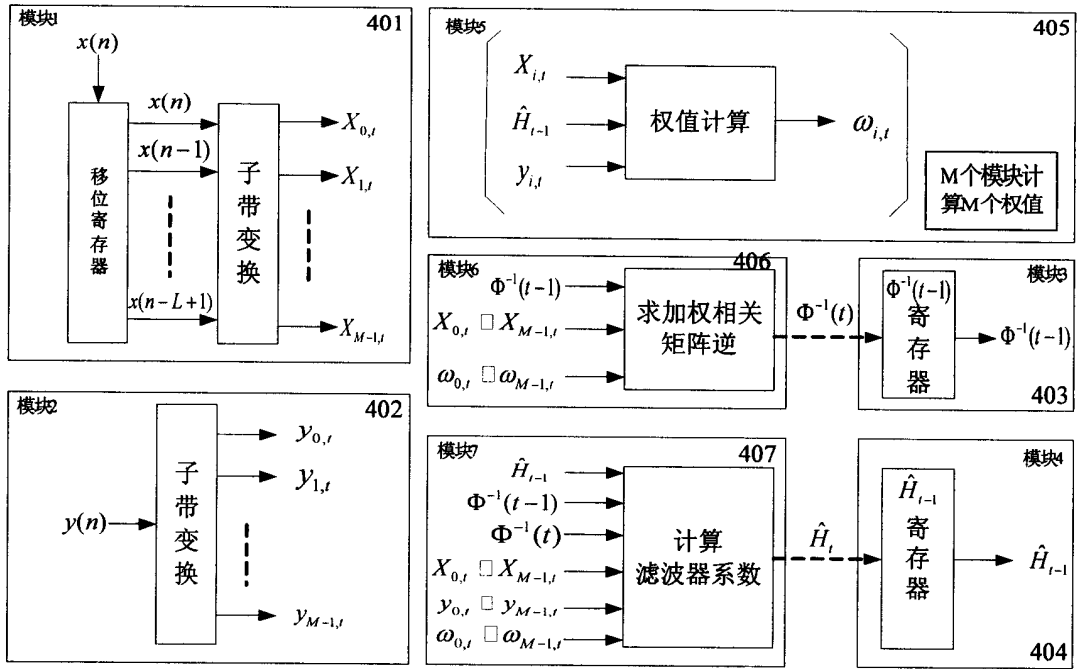 模块1
401
x(n)
移位寄存器
x(n)
x(n−1)
x(n−L+1)
子带变换
X_{0,t}
X_{1,t}
X_{M−1,t}
模块2
402
y(n)
子带变换
y_{0,t}
y_{1,t}
y_{M−1,t}
模块5
405
X_{i,t}
Ĥ_{t−1}
y_{i,t}
权值计算
ω_{i,t}
M个模块计
算M个权值
模块6
406
Φ⁻¹(t−1)
X_{0,t} □ X_{M−1,t}
ω_{0,t} □ ω_{M−1,t}
求加权相关
矩阵逆
Φ⁻¹(t)
模块3
Φ⁻¹(t−1)
寄存器
Φ⁻¹(t−1)
403
模块7
407
Ĥ_{t−1}
Φ⁻¹(t−1)
Φ⁻¹(t)
X_{0,t} □ X_{M−1,t}
y_{0,t} □ y_{M−1,t}
ω_{0,t} □ ω_{M−1,t}
计算
滤波器系数
Ĥ_t
模块4
Ĥ_{t−1}
寄存器
Ĥ_{t−1}
404